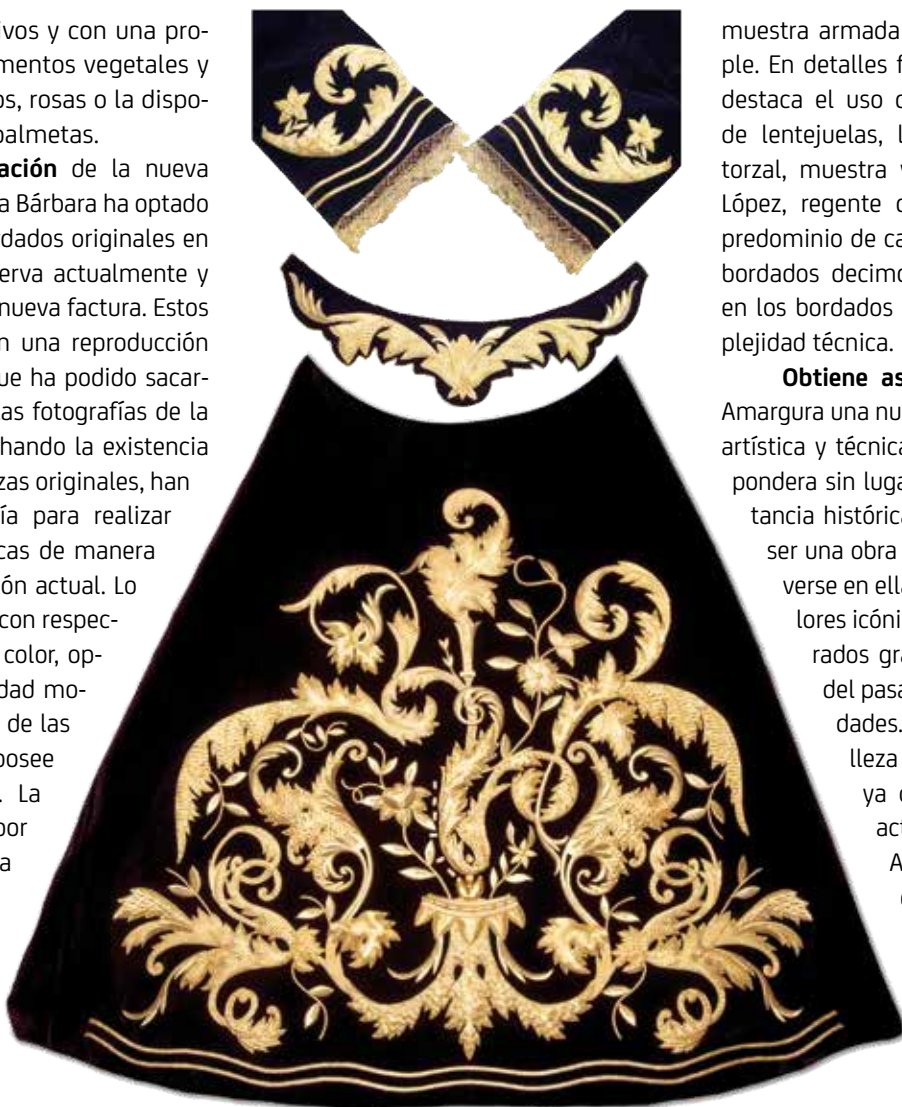 ivos y con una pro-
mentos vegetales y
os, rosas o la dispo-
palmetas.
ación de la nueva
a Bárbara ha optado
dados originales en
erva actualmente y
nueva factura. Estos
n una reproducción
ue ha podido sacar-
as fotografías de la
hando la existencia
zas originales, han
ía para realizar
cas de manera
ón actual. Lo
con respec-
color, op-
dad mo-
de las
posee
. La
por
a
muestra armada
ple. En detalles f
destaca el uso d
de lentejuelas, l
torzal, muestra y
López, regente d
predominio de ca
bordados decimo
en los bordados
plejidad técnica.
Obtiene as
Amargura una nu
artística y técnica
pondera sin luga
tancia histórica
ser una obra
verse en ella
lores icóni
rados gra
del pasa
dades.
lleza
ya c
act
A